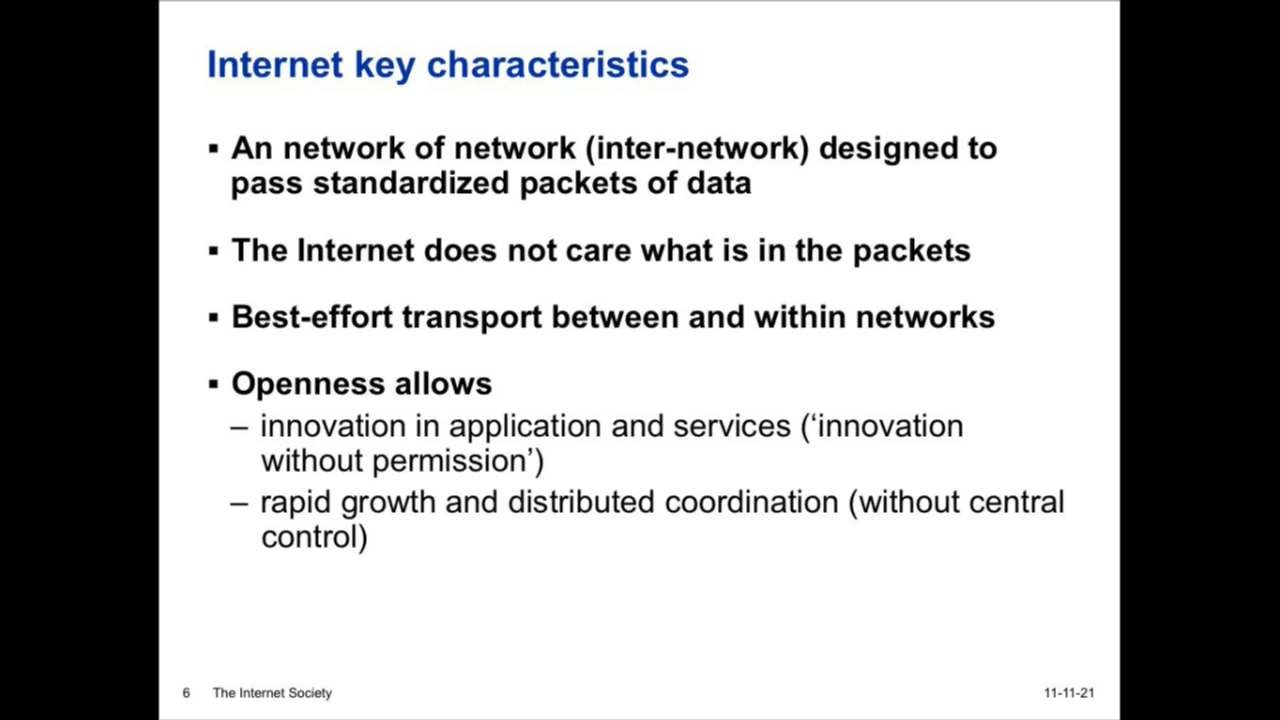 Internet key characteristics
▪ An network of network (inter-network) designed to
pass standardized packets of data
▪ The Internet does not care what is in the packets
▪ Best-effort transport between and within networks
▪ Openness allows
– innovation in application and services (‘innovation
without permission’)
– rapid growth and distributed coordination (without central
control)
6 The Internet Society 11-11-21